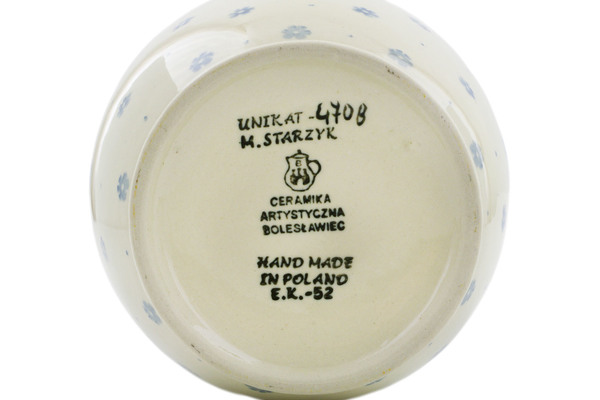 UNIKAT - 4708
M. STARZYK
B
CERAMIKA
ARTYSTYCZNA
BOLESŁAWIEC
HAND MADE
IN POLAND
E.K.-52